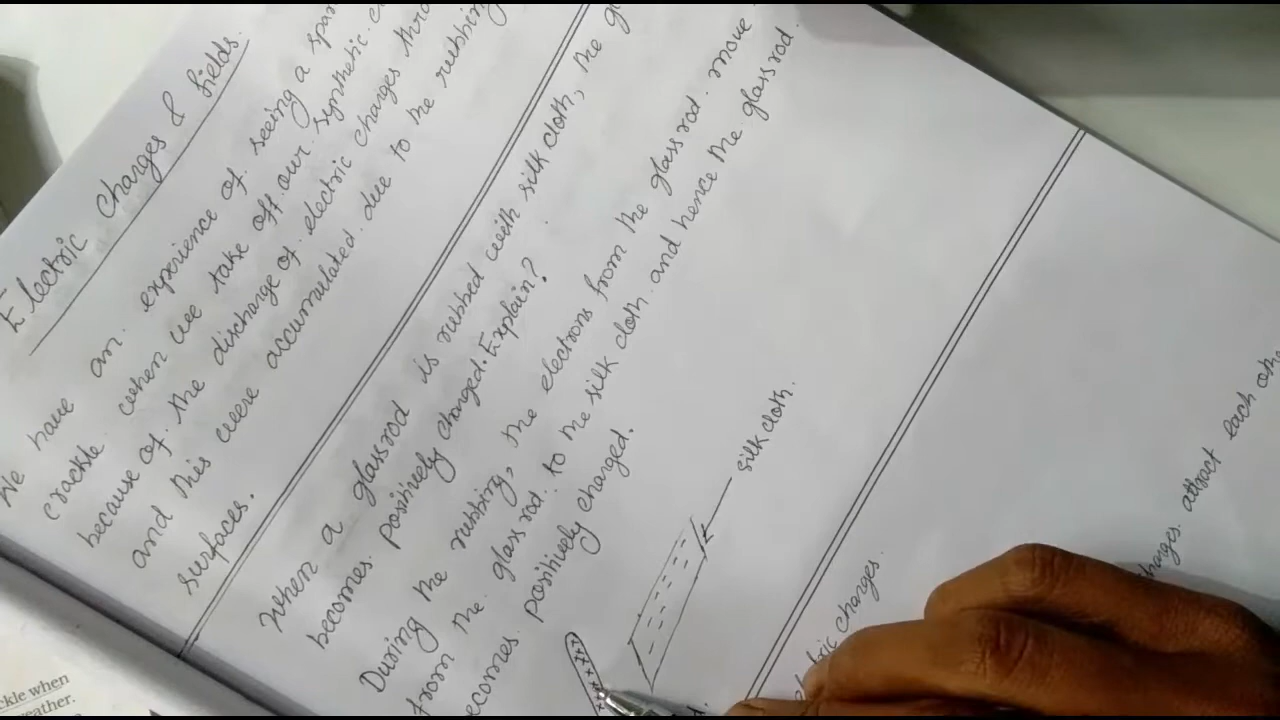 Electric Charges & fields.
We have an experience of seeing a
crackle when we take off our synthetic
because of the discharge of electric charges
and this were accumulated due to the rubbing
surfaces.
When a glass rod is rubbed with silk cloth, the
becomes positively charged. Explain?
During the rubbing, the electrons from the glass rod move
from the glass rod to the silk cloth and hence the glass rod.
positively charged.
silk cloth.
charges.
charges. attract each
when